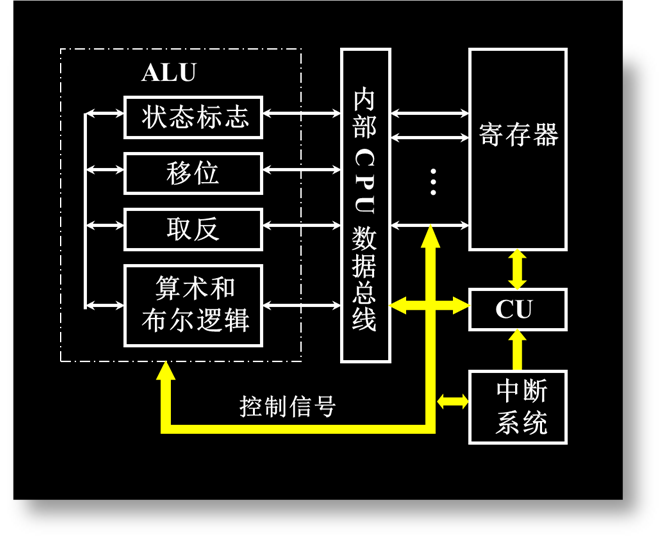 ALU
状态标志
移位
取反
算术和
布尔逻辑
内部CPU数据总线
…
寄存器
CU
中断
系统
控制信号